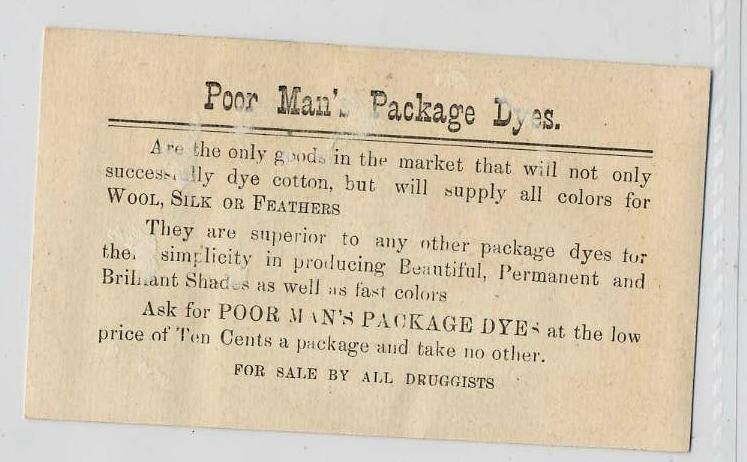 Poor Man's Package Dyes.
Are the only goods in the market that will not only
successfully dye cotton, but will supply all colors for
WOOL, SILK OR FEATHERS
They are superior to any other package dyes for
their simplicity in producing Beautiful, Permanent and
Brilliant Shades as well as fast colors
Ask for POOR MAN'S PACKAGE DYES at the low
price of Ten Cents a package and take no other.
FOR SALE BY ALL DRUGGISTS